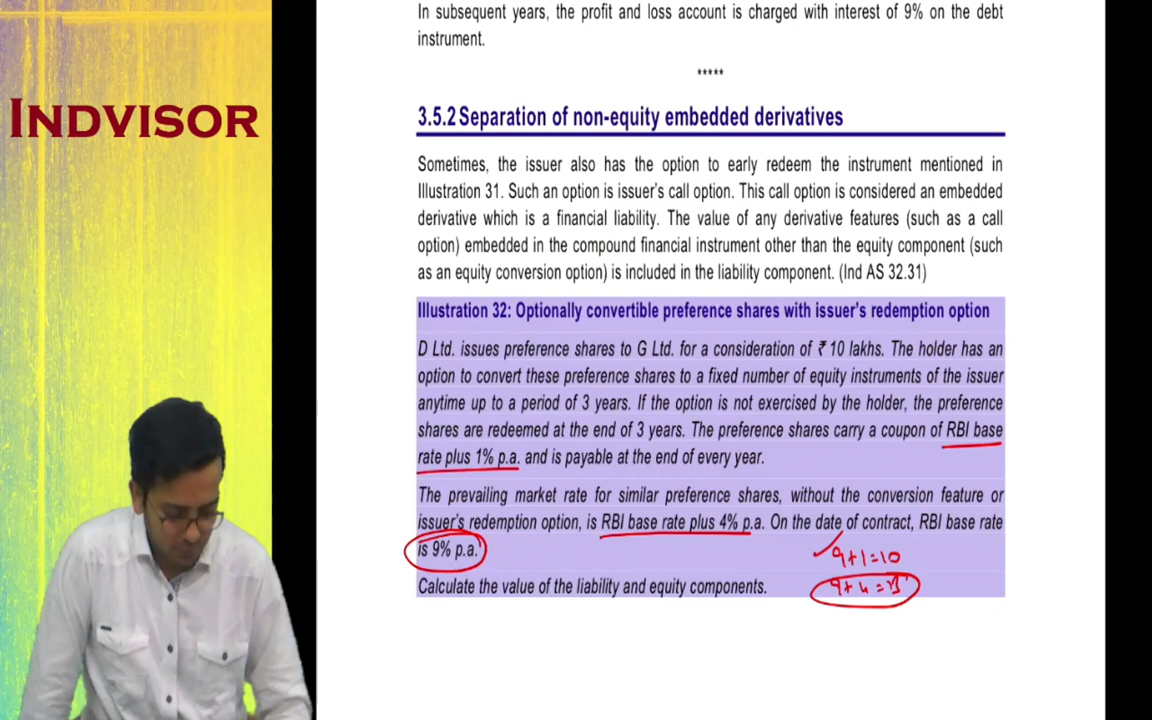 INDVISOR
In subsequent years, the profit and loss account is charged with interest of 9% on the debt
instrument.
*****
3.5.2 Separation of non-equity embedded derivatives
Sometimes, the issuer also has the option to early redeem the instrument mentioned in
Illustration 31. Such an option is issuer's call option. This call option is considered an embedded
derivative which is a financial liability. The value of any derivative features (such as a call
option) embedded in the compound financial instrument other than the equity component (such
as an equity conversion option) is included in the liability component. (Ind AS 32.31)
Illustration 32: Optionally convertible preference shares with issuer's redemption option
D Ltd. issues preference shares to G Ltd. for a consideration of ₹ 10 lakhs. The holder has an
option to convert these preference shares to a fixed number of equity instruments of the issuer
anytime up to a period of 3 years. If the option is not exercised by the holder, the preference
shares are redeemed at the end of 3 years. The preference shares carry a coupon of RBI base
rate plus 1% p.a. and is payable at the end of every year.
The prevailing market rate for similar preference shares, without the conversion feature or
issuer's redemption option, is RBI base rate plus 4% p.a. On the date of contract, RBI base rate
is 9% p.a.
9+1=10
Calculate the value of the liability and equity components.
9+4=13